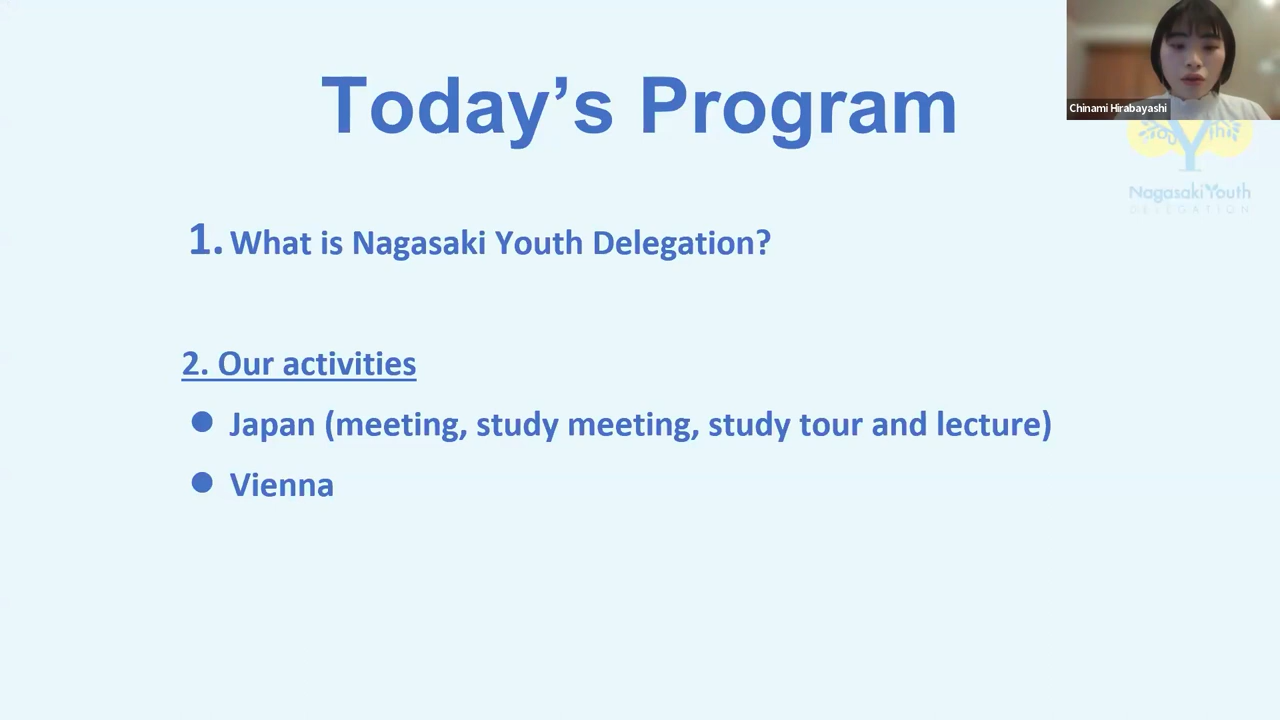 Today’s Program
Chinami Hirabayashi
Nagasaki Youth
DELEGATION
1. What is Nagasaki Youth Delegation?
2. Our activities
● Japan (meeting, study meeting, study tour and lecture)
● Vienna